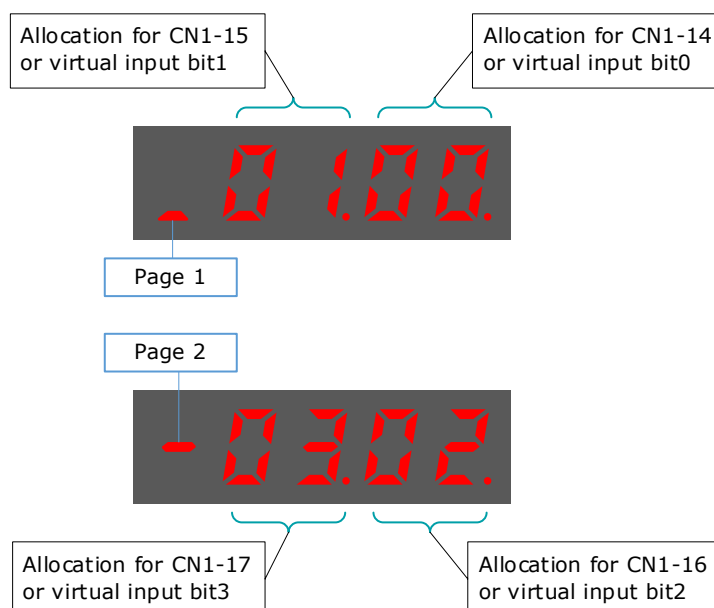 Allocation for CN1-15
or virtual input bit1
Allocation for CN1-14
or virtual input bit0
_01.00.
Page 1
Page 2
-03.02.
Allocation for CN1-17
or virtual input bit3
Allocation for CN1-16
or virtual input bit2